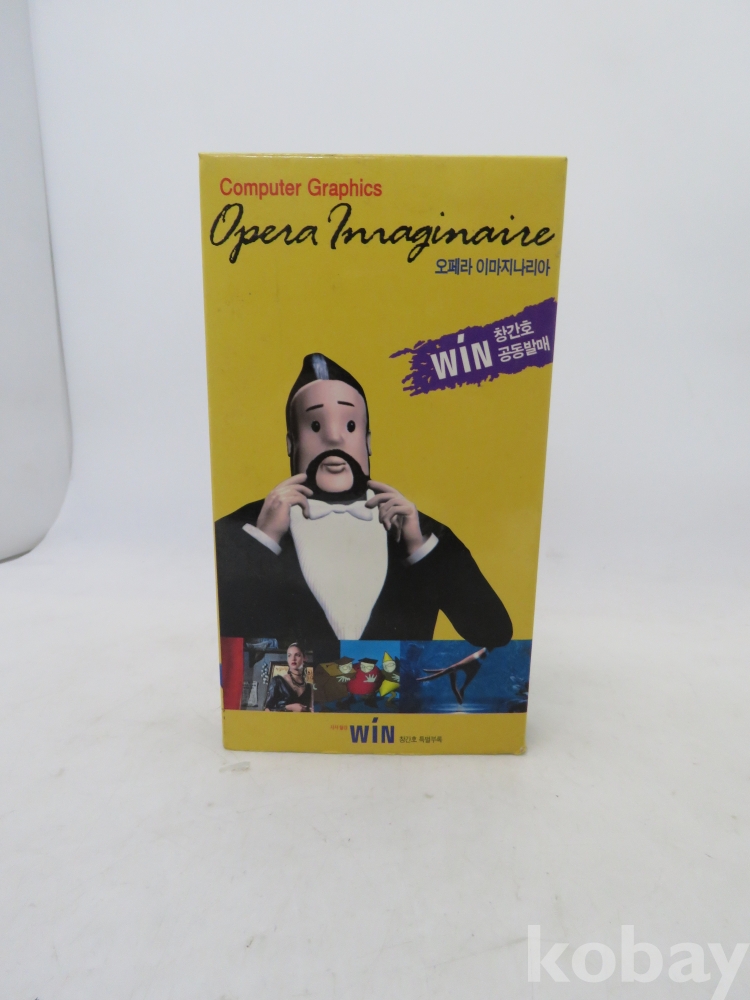 Computer Graphics
Opera Imaginaire
오페라 이마지나리아
WiN 창간호
공동발매
WiN 창간호 특별부록
kobay